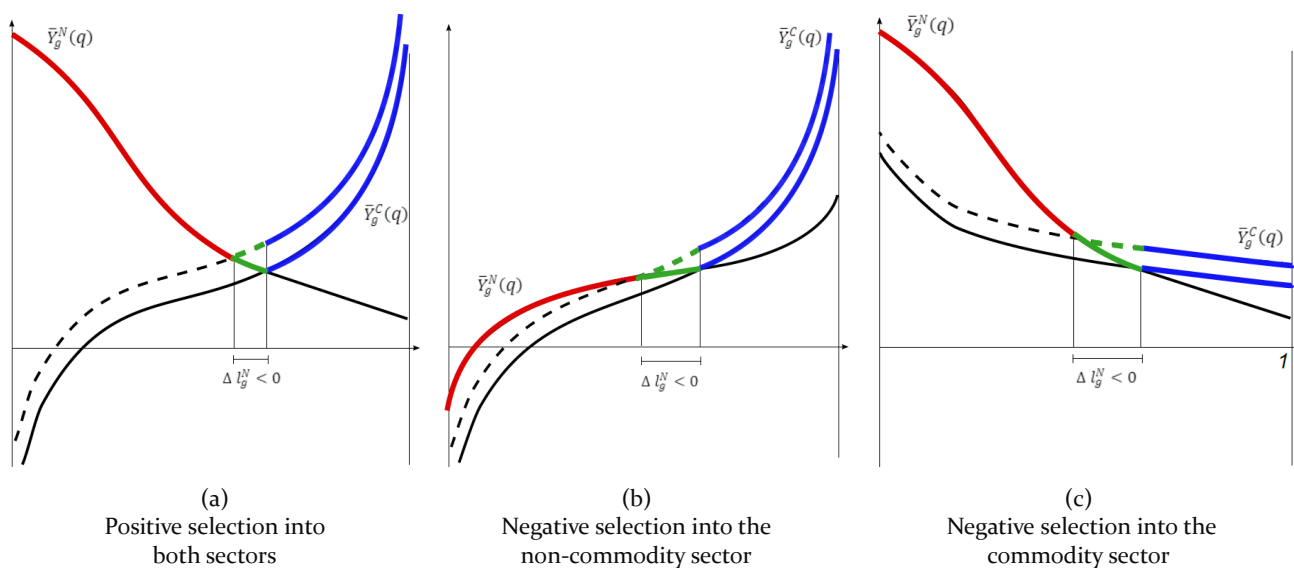 Ȳ_g^N(q)
Ȳ_g^C(q)
Δ l_g^N < 0
(a)
Positive selection into
both sectors
Ȳ_g^C(q)
Ȳ_g^N(q)
Δ l_g^N < 0
(b)
Negative selection into the
non-commodity sector
Ȳ_g^N(q)
Ȳ_g^C(q)
1
Δ l_g^N < 0
(c)
Negative selection into the
commodity sector